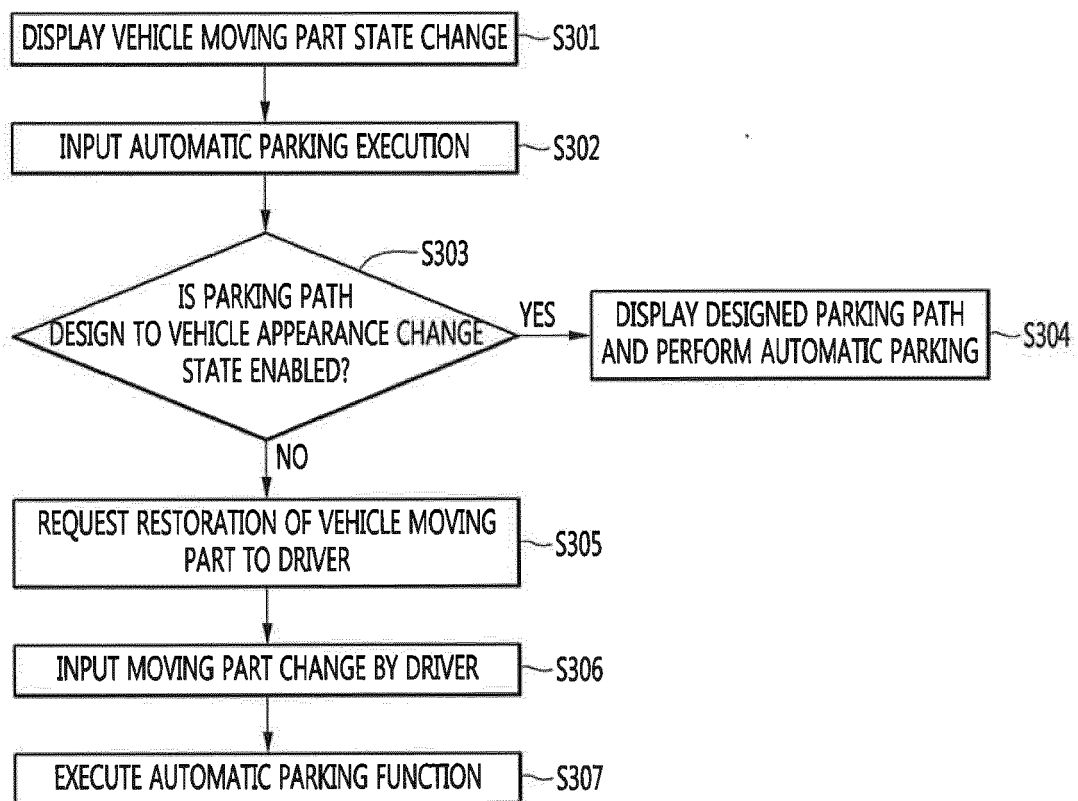 DISPLAY VEHICLE MOVING PART STATE CHANGE
S301
INPUT AUTOMATIC PARKING EXECUTION
S302
S303
IS PARKING PATH
DESIGN TO VEHICLE APPEARANCE CHANGE
STATE ENABLED?
YES
DISPLAY DESIGNED PARKING PATH
AND PERFORM AUTOMATIC PARKING
S304
NO
REQUEST RESTORATION OF VEHICLE MOVING
PART TO DRIVER
S305
INPUT MOVING PART CHANGE BY DRIVER
S306
EXECUTE AUTOMATIC PARKING FUNCTION
S307